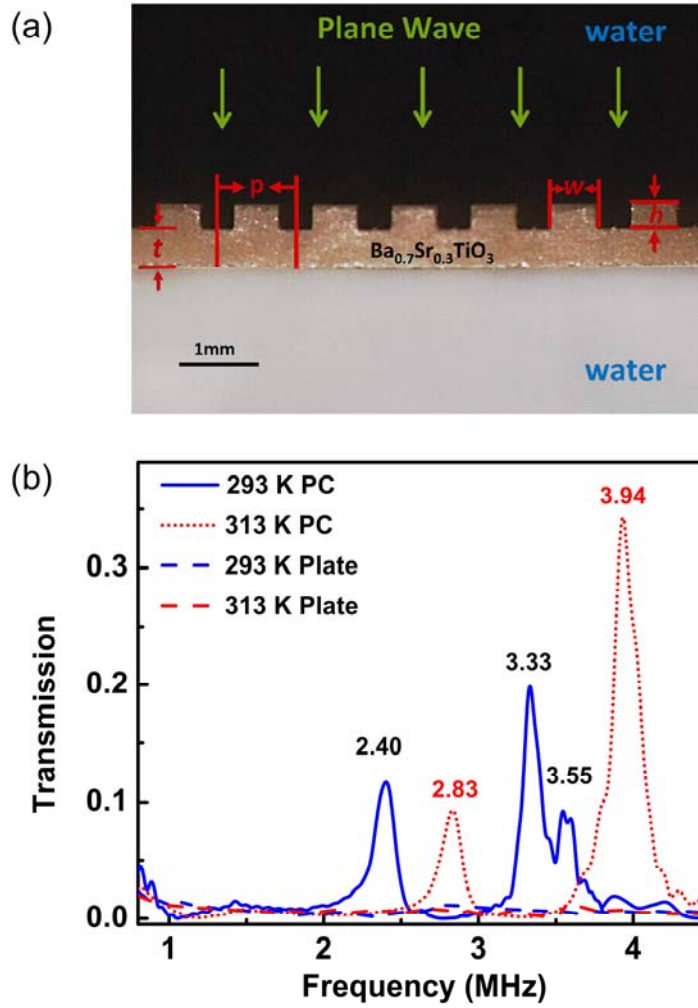 (a)
Plane Wave
water
p
w
h
t
Ba0.7Sr0.3TiO3
1mm
water
(b)
293 K PC
313 K PC
293 K Plate
313 K Plate
3.94
3.33
2.40
3.55
2.83
0.3
0.2
0.1
0.0
Transmission
1 2 3 4
Frequency (MHz)